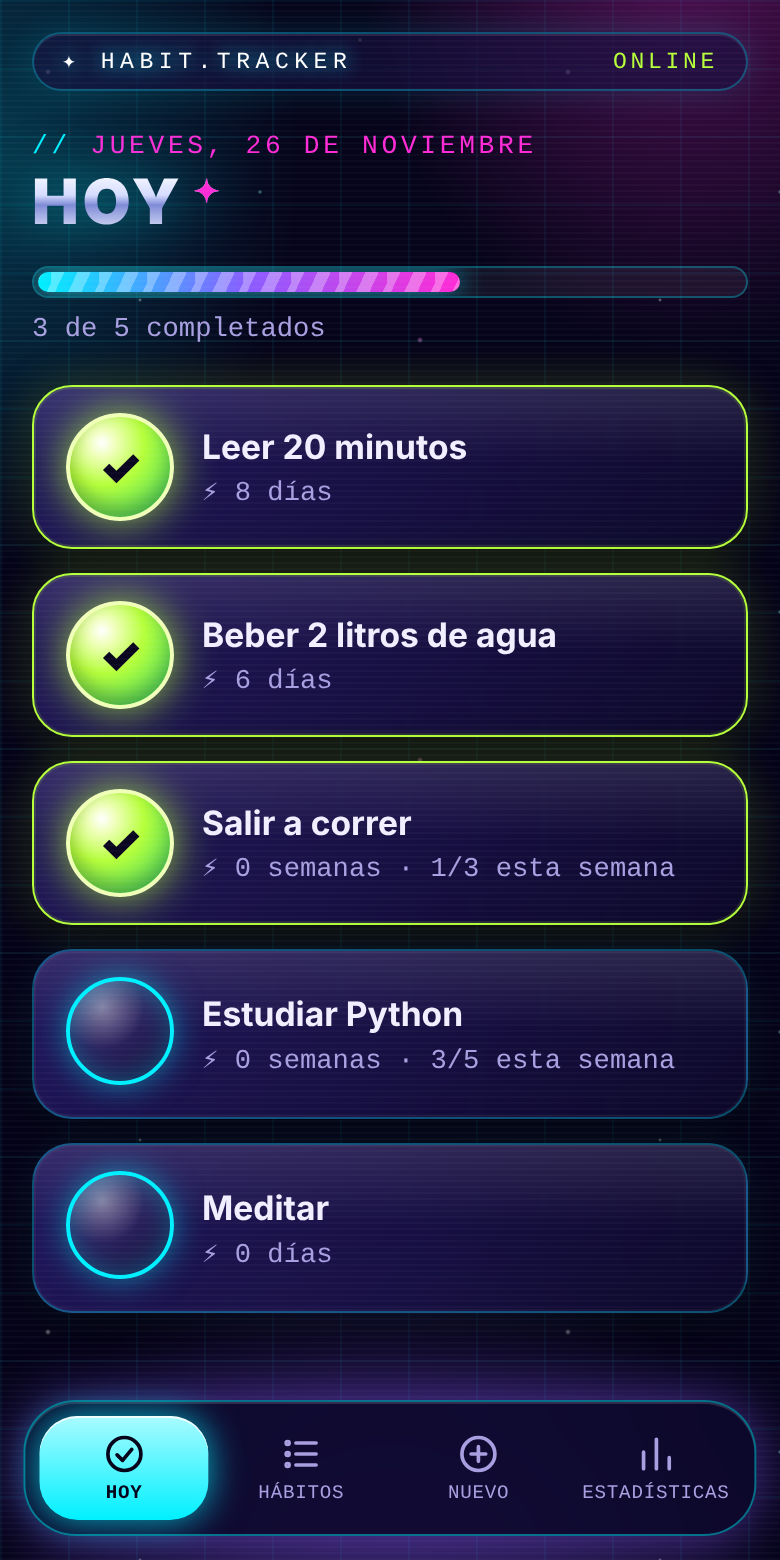 ✦ HABIT.TRACKER ONLINE
// JUEVES, 26 DE NOVIEMBRE
HOY ✦
3 de 5 completados
Leer 20 minutos
⚡ 8 días
Beber 2 litros de agua
⚡ 6 días
Salir a correr
⚡ 0 semanas · 1/3 esta semana
Estudiar Python
⚡ 0 semanas · 3/5 esta semana
Meditar
⚡ 0 días
HOY HÁBITOS NUEVO ESTADÍSTICAS